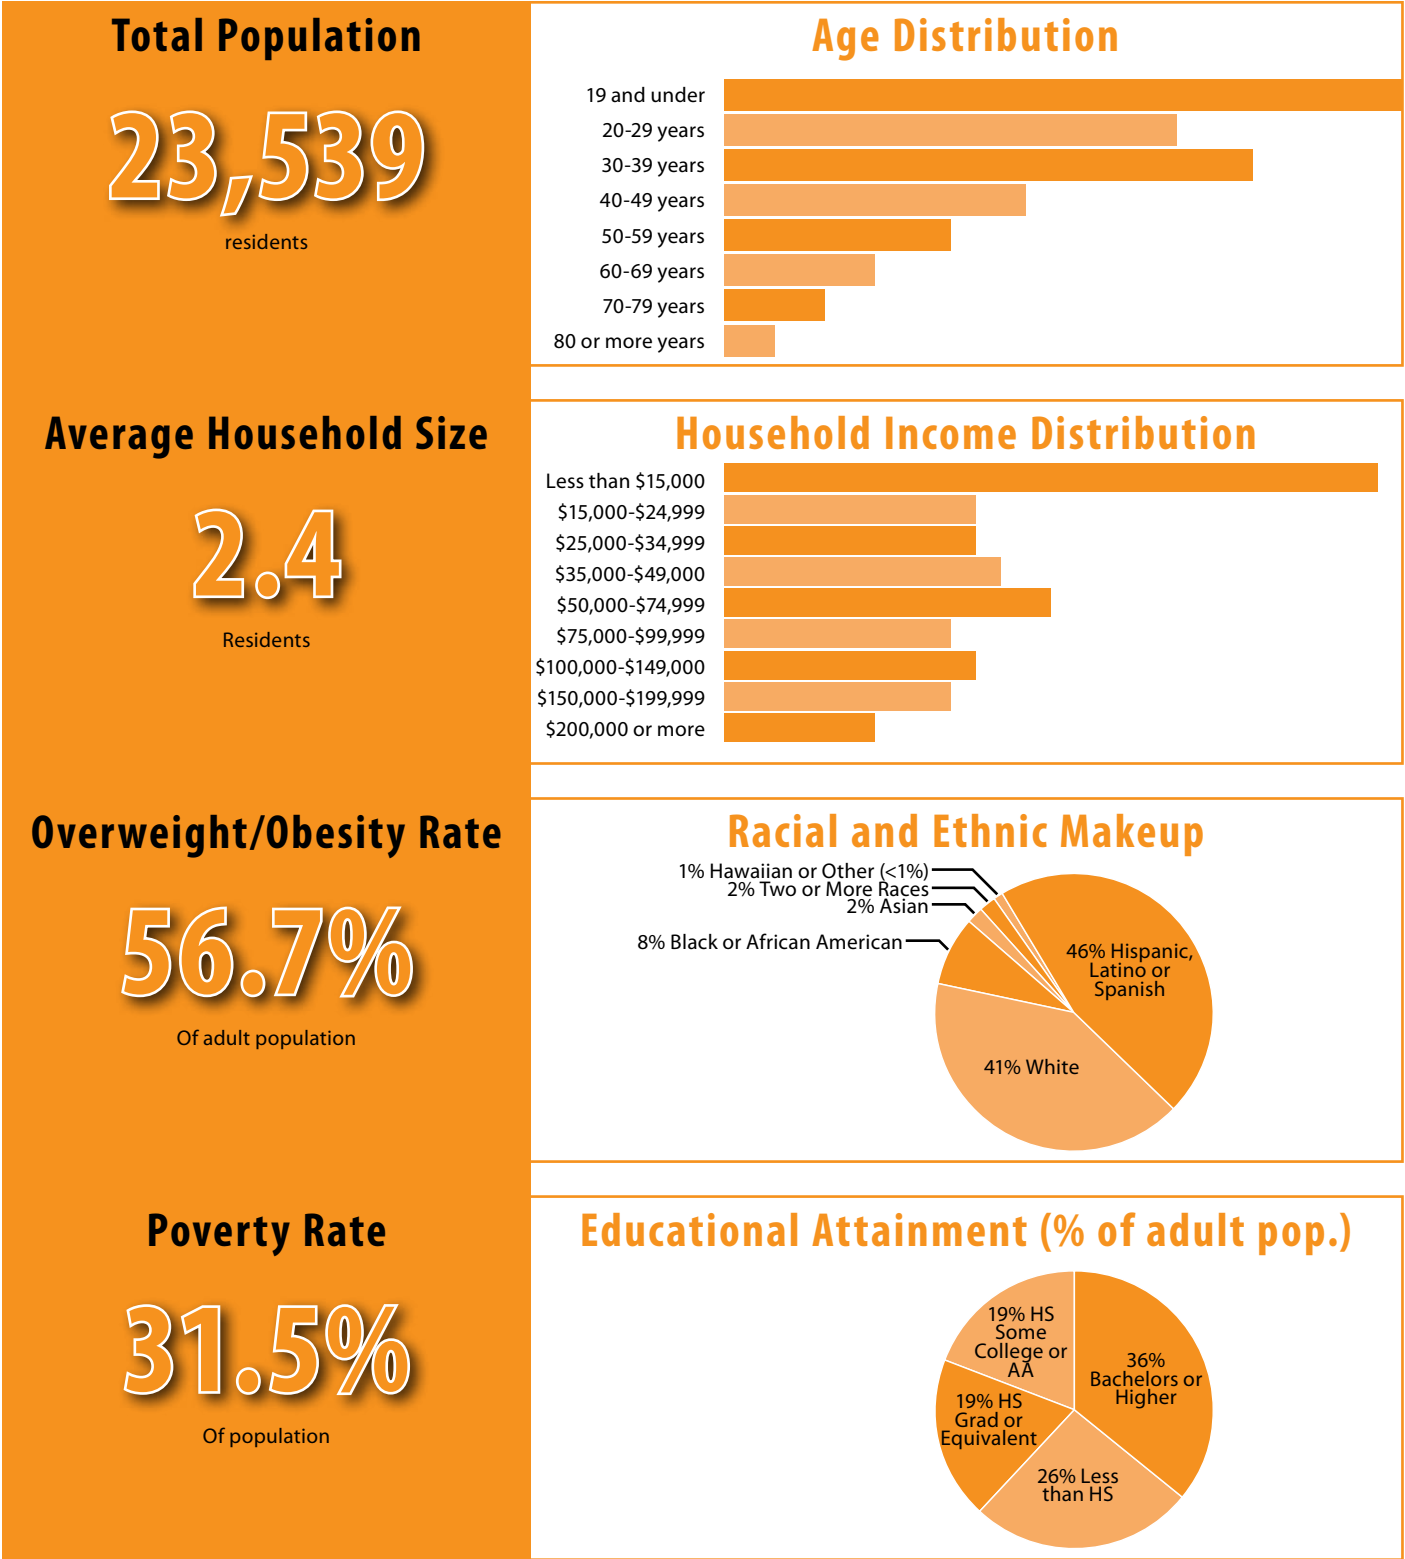 Total Population
23,539
residents
Age Distribution
19 and under
20-29 years
30-39 years
40-49 years
50-59 years
60-69 years
70-79 years
80 or more years
Average Household Size
2.4
Residents
Household Income Distribution
Less than $15,000
$15,000-$24,999
$25,000-$34,999
$35,000-$49,000
$50,000-$74,999
$75,000-$99,999
$100,000-$149,000
$150,000-$199,999
$200,000 or more
Overweight/Obesity Rate
56.7%
Of adult population
Racial and Ethnic Makeup
1% Hawaiian or Other (<1%)
2% Two or More Races
2% Asian
8% Black or African American
46% Hispanic,
Latino or
Spanish
41% White
Poverty Rate
31.5%
Of population
Educational Attainment (% of adult pop.)
19% HS
Some
College or
AA
36%
Bachelors or
Higher
19% HS
Grad or
Equivalent
26% Less
than HS